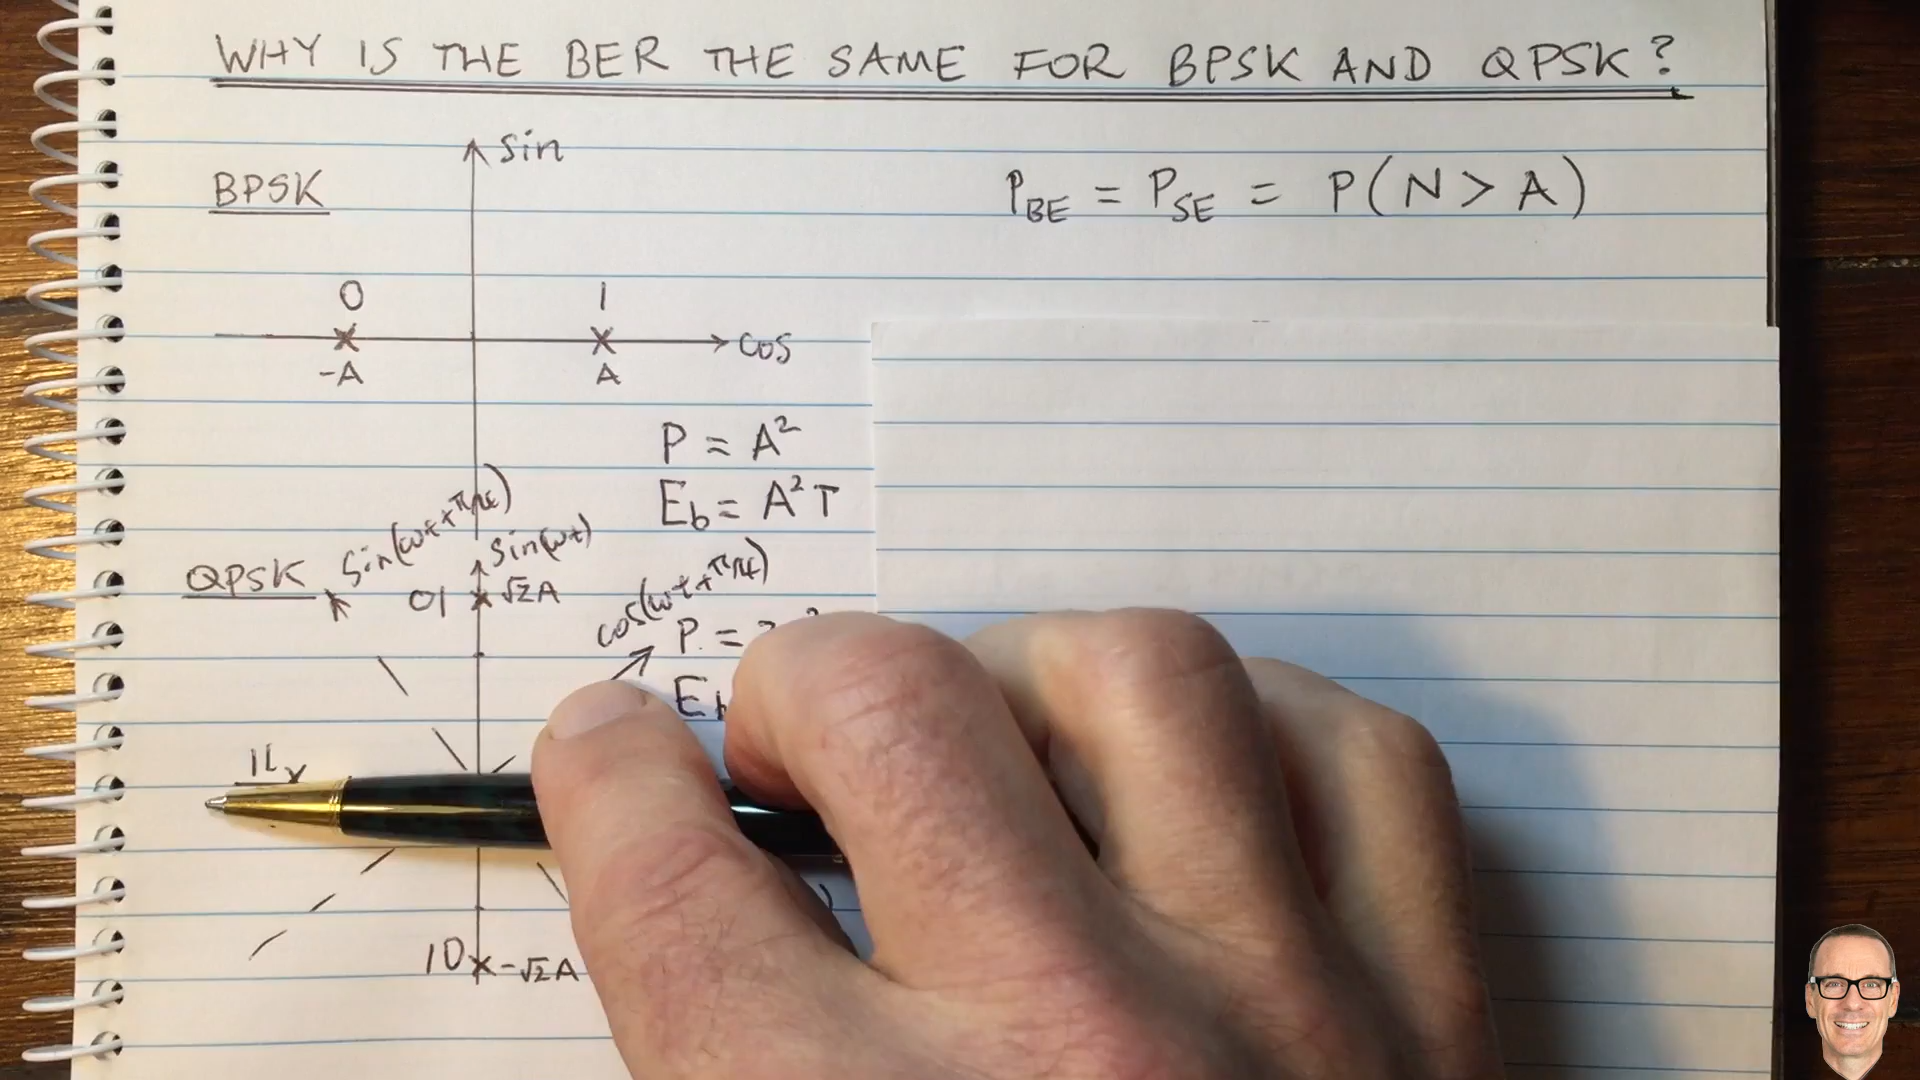 WHY IS THE BER THE SAME FOR BPSK AND QPSK?
sin
BPSK
P_BE = P_SE = P(N > A)
0 1
cos
-A A
P = A²
E_b = A²T
sin(ωt+π/4)
sin(ωt)
QPSK
01 √2A
cos(ωt+π/4)
P =
E
11
10 -√2A